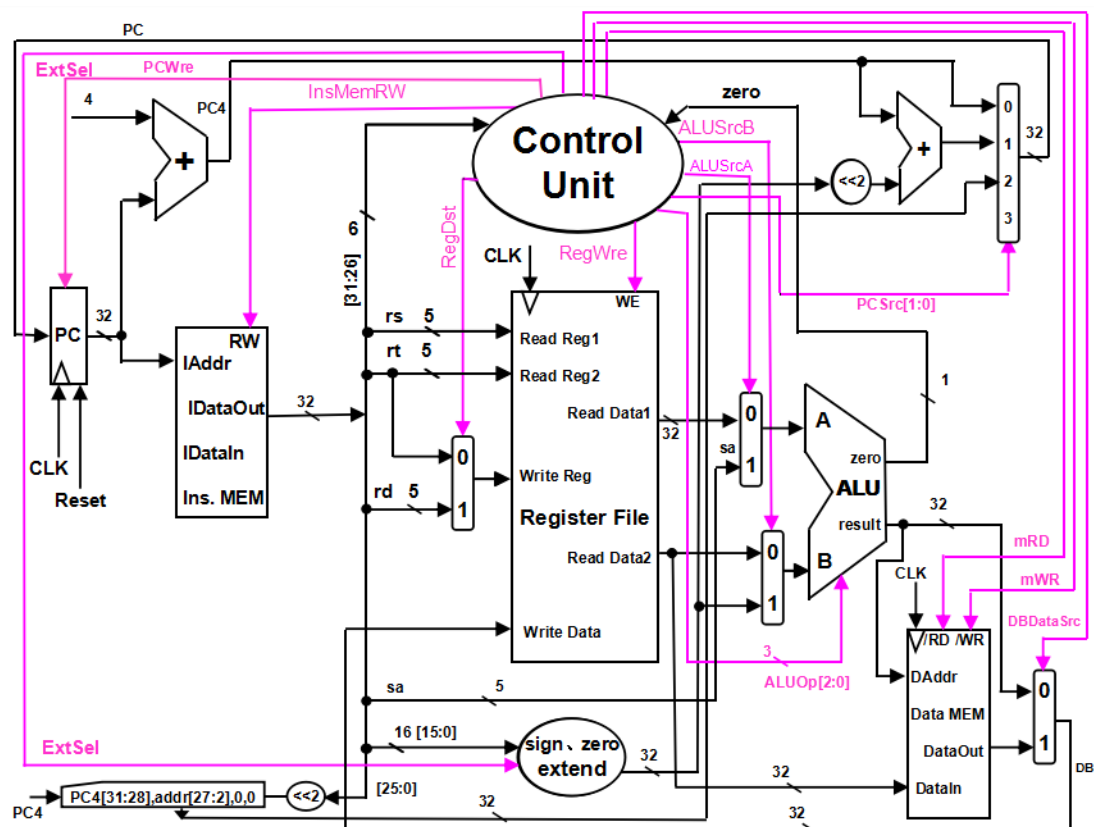 PC
ExtSel
PCWre
InsMemRW
4
PC4
+
Control
Unit
zero
ALUSrcB
ALUSrcA
<<2
+
0
1
2
3
32
6
[31:26]
RegDst
CLK
RegWre
WE
PCSrc[1:0]
PC
32
CLK
Reset
RW
IAddr
IDataOut
IDataIn
Ins. MEM
32
rs
5
rt
5
rd
5
0
1
Read Reg1
Read Reg2
Read Data1
Write Reg
Register File
Read Data2
Write Data
32
sa
0
1
0
1
A
B
zero
ALU
result
1
32
3
ALUOp[2:0]
mRD
mWR
CLK
/RD /WR
DAddr
Data MEM
DataOut
DataIn
DBDataSrc
0
1
DB
sa
5
16 [15:0]
sign、zero
extend
32
ExtSel
[25:0]
<<2
PC4[31:28],addr[27:2],0,0
PC4
32
32
32